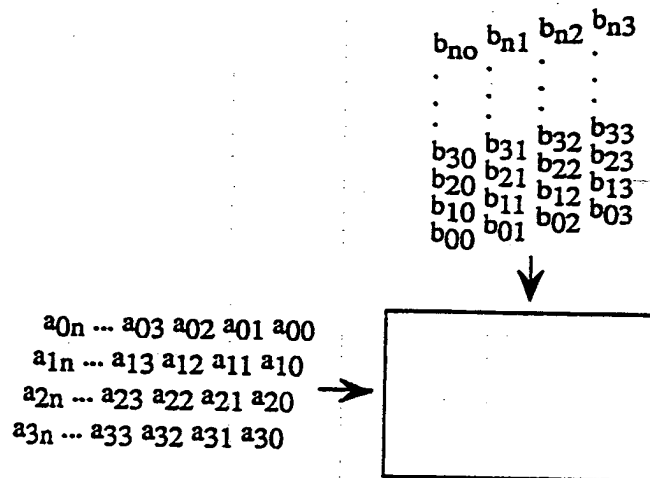 bno bn1 bn2 bn3
. . . .
. . . .
. . . .
b30 b31 b32 b33
b20 b21 b22 b23
b10 b11 b12 b13
b00 b01 b02 b03
a0n ... a03 a02 a01 a00
a1n ... a13 a12 a11 a10
a2n ... a23 a22 a21 a20
a3n ... a33 a32 a31 a30